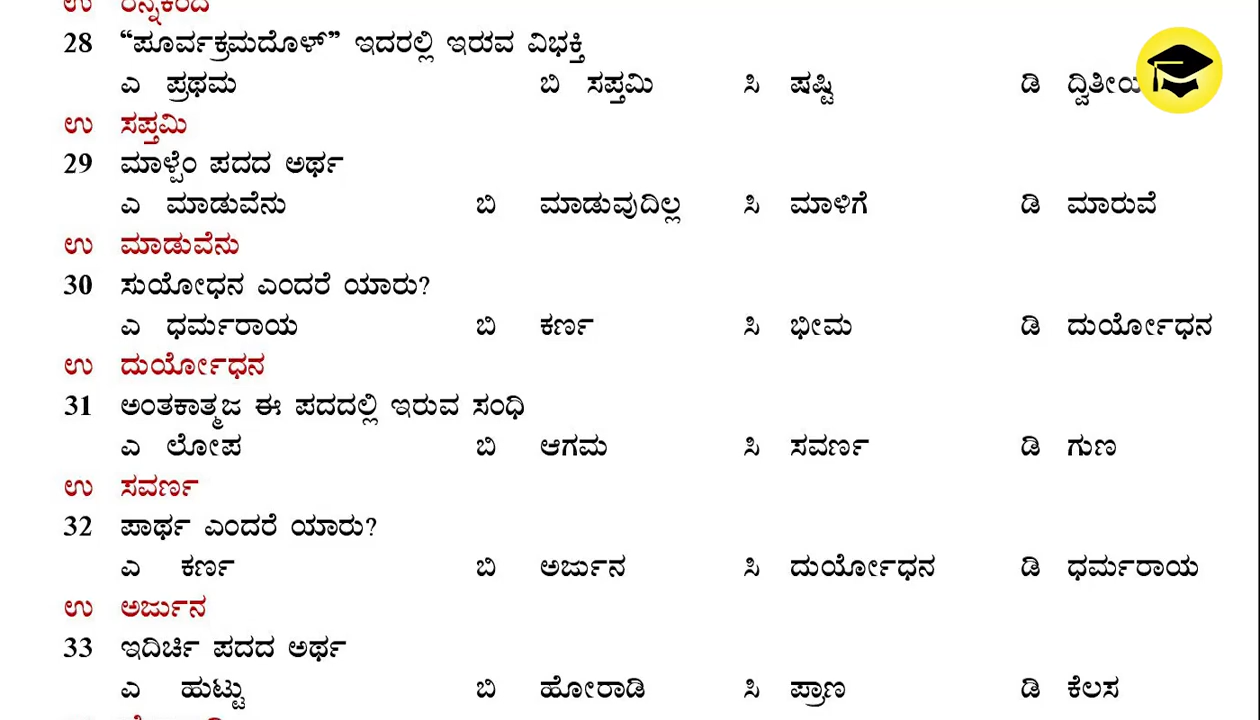 ಉ ರನ್ನಕಂದ
28 “ಪೂರ್ವಕ್ರಮದೊಳ್” ಇದರಲ್ಲಿ ಇರುವ ವಿಭಕ್ತಿ
ಎ ಪ್ರಥಮ ಬಿ ಸಪ್ತಮಿ ಸಿ ಷಷ್ಟಿ ಡಿ
ಉ ಸಪ್ತಮಿ
29 ಮಾಳ್ಪೆಂ ಪದದ ಅರ್ಥ
ಎ ಮಾಡುವೆನು ಬಿ ಮಾಡುವುದಿಲ್ಲ ಸಿ ಮಾಳಿಗೆ ಡಿ ಮಾರುವೆ
ಉ ಮಾಡುವೆನು
30 ಸುಯೋಧನ ಎಂದರೆ ಯಾರು?
ಎ ಧರ್ಮರಾಯ ಬಿ ಕರ್ಣ ಸಿ ಭೀಮ ಡಿ ದುರ್ಯೋಧನ
ಉ ದುರ್ಯೋಧನ
31 ಅಂತಕಾತ್ಮಜ ಈ ಪದದಲ್ಲಿ ಇರುವ ಸಂಧಿ
ಎ ಲೋಪ ಬಿ ಆಗಮ ಸಿ ಸವರ್ಣ ಡಿ ಗುಣ
ಉ ಸವರ್ಣ
32 ಪಾರ್ಥ ಎಂದರೆ ಯಾರು?
ಎ ಕರ್ಣ ಬಿ ಅರ್ಜುನ ಸಿ ದುರ್ಯೋಧನ ಡಿ ಧರ್ಮರಾಯ
ಉ ಅರ್ಜುನ
33 ಇದಿರ್ಚಿ ಪದದ ಅರ್ಥ
ಎ ಹುಟ್ಟು ಬಿ ಹೋರಾಡಿ ಸಿ ಪ್ರಾಣ ಡಿ ಕೆಲಸ